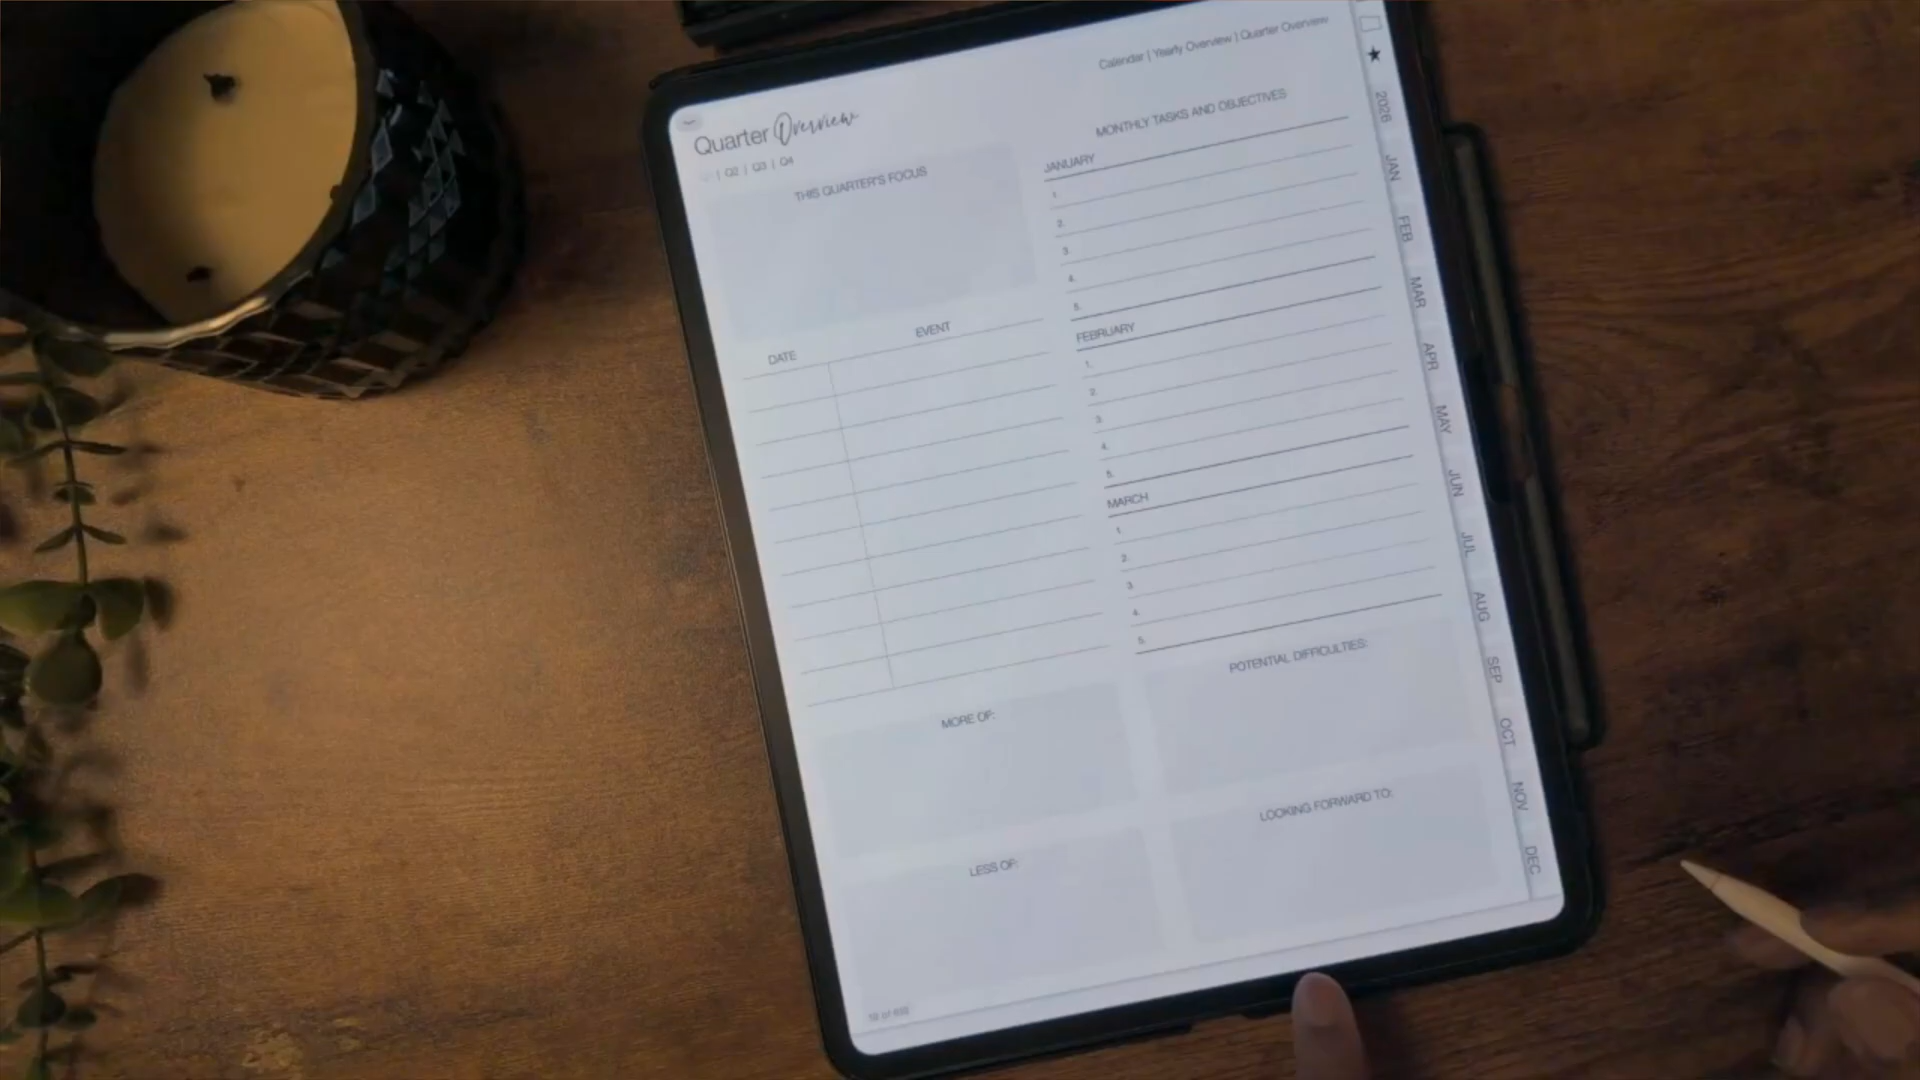 Calendar | Yearly Overview | Quarter Overview
Quarter Overview
| Q2 | Q3 | Q4
THIS QUARTER'S FOCUS
DATE
EVENT
MORE OF:
LESS OF:
MONTHLY TASKS AND OBJECTIVES
JANUARY
1.
2.
3.
4.
5.
FEBRUARY
1.
2.
3.
4.
5.
MARCH
1.
2.
3.
4.
5.
POTENTIAL DIFFICULTIES:
LOOKING FORWARD TO:
2026
JAN
FEB
MAR
APR
MAY
JUN
JUL
AUG
SEP
OCT
NOV
DEC